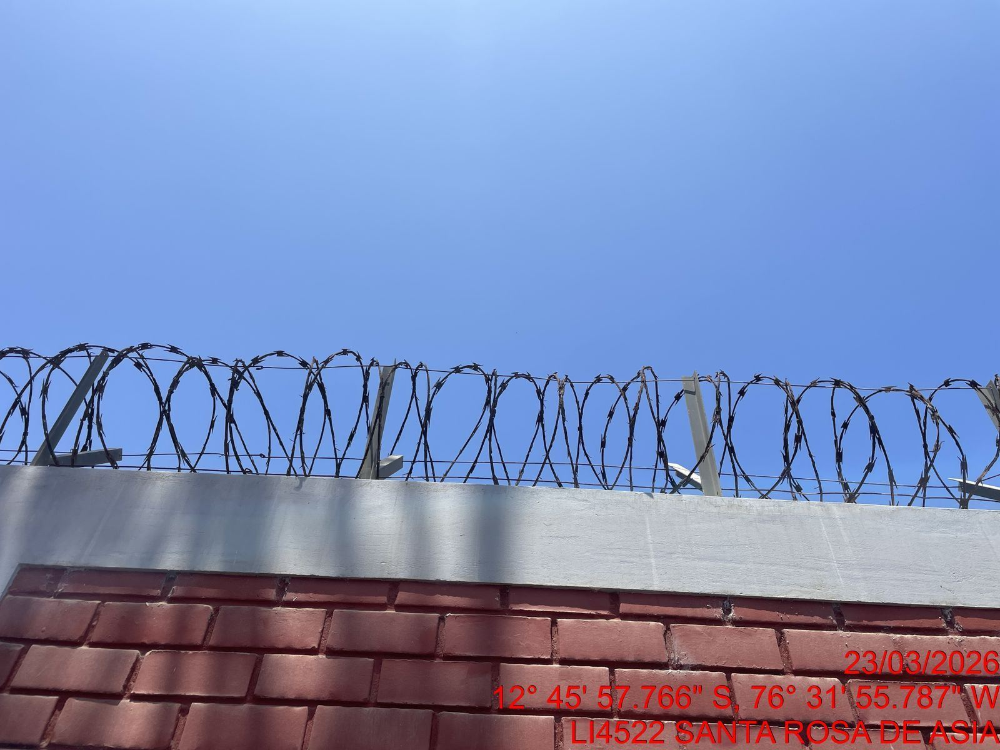 23/03/2026
12° 45' 57.766" S, 76° 31' 55.787" W
LI4522 SANTA ROSA DE ASIA